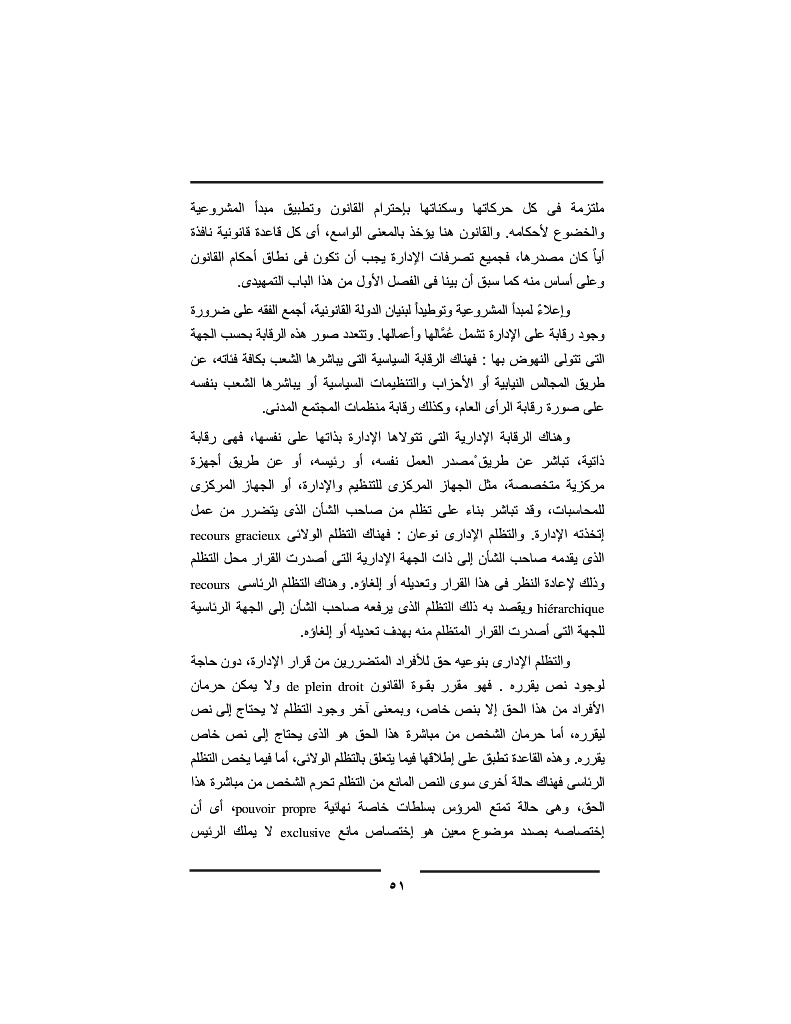 ملتزمة فى كل حركاتها وسكناتها بإحترام القانون وتطبيق مبدأ المشروعية
والخضوع لأحكامه. والقانون هنا يؤخذ بالمعنى الواسع، أى كل قاعدة قانونية نافذة
أياً كان مصدرها، فجميع تصرفات الإدارة يجب أن تكون فى نطاق أحكام القانون
وعلى أساس منه كما سبق أن بينا فى الفصل الأول من هذا الباب التمهيدى.
وإعلاءً لمبدأ المشروعية وتوطيداً لبنيان الدولة القانونية، أجمع الفقه على ضرورة
وجود رقابة على الإدارة تشمل عُمَّالها وأعمالها. وتتعدد صور هذه الرقابة بحسب الجهة
التى تتولى النهوض بها : فهناك الرقابة السياسية التى يباشرها الشعب بكافة فئاته، عن
طريق المجالس النيابية أو الأحزاب والتنظيمات السياسية أو يباشرها الشعب بنفسه
على صورة رقابة الرأى العام، وكذلك رقابة منظمات المجتمع المدنى.
وهناك الرقابة الإدارية التى تتولاها الإدارة بذاتها على نفسها، فهى رقابة
ذاتية، تباشر عن طريق ْمصدر العمل نفسه، أو رئيسه، أو عن طريق أجهزة
مركزية متخصصة، مثل الجهاز المركزى للتنظيم والإدارة، أو الجهاز المركزى
للمحاسبات، وقد تباشر بناء على تظلم من صاحب الشأن الذى يتضرر من عمل
إتخذته الإدارة. والتظلم الإدارى نوعان : فهناك التظلم الولائى recours gracieux
الذى يقدمه صاحب الشأن إلى ذات الجهة الإدارية التى أصدرت القرار محل التظلم
وذلك لإعادة النظر فى هذا القرار وتعديله أو إلغاؤه. وهناك التظلم الرئاسى recours
hiérarchique ويقصد به ذلك التظلم الذى يرفعه صاحب الشأن إلى الجهة الرئاسية
للجهة التى أصدرت القرار المتظلم منه بهدف تعديله أو إلغاؤه.
والتظلم الإدارى بنوعيه حق للأفراد المتضررين من قرار الإدارة، دون حاجة
لوجود نص يقرره . فهو مقرر بقـوة القانون de plein droit ولا يمكن حرمان
الأفراد من هذا الحق إلا بنص خاص، وبمعنى آخر وجود التظلم لا يحتاج إلى نص
ليقرره، أما حرمان الشخص من مباشرة هذا الحق هو الذى يحتاج إلى نص خاص
يقرره. وهذه القاعدة تطبق على إطلاقها فيما يتعلق بالتظلم الولائى، أما فيما يخص التظلم
الرئاسى فهناك حالة أخرى سوى النص المانع من التظلم تحرم الشخص من مباشرة هذا
الحق، وهى حالة تمتع المرؤس بسلطات خاصة نهائية pouvoir propre، أى أن
إختصاصه بصدد موضوع معين هو إختصاص مانع exclusive لا يملك الرئيس
٥١